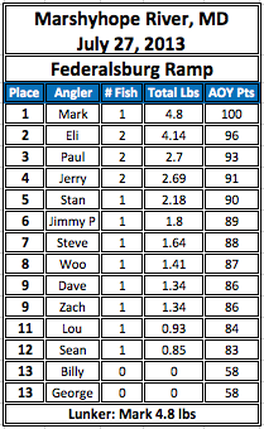 Marshyhope River, MD
July 27, 2013
Federalsburg Ramp
Place Angler # Fish Total Lbs AOY Pts
1 Mark 1 4.8 100
2 Eli 2 4.14 96
3 Paul 2 2.7 93
4 Jerry 2 2.69 91
5 Stan 1 2.18 90
6 Jimmy P 1 1.8 89
7 Steve 1 1.64 88
8 Woo 1 1.41 87
9 Dave 1 1.34 86
9 Zach 1 1.34 86
11 Lou 1 0.93 84
12 Sean 1 0.85 83
13 Billy 0 0 58
13 George 0 0 58
Lunker: Mark 4.8 lbs